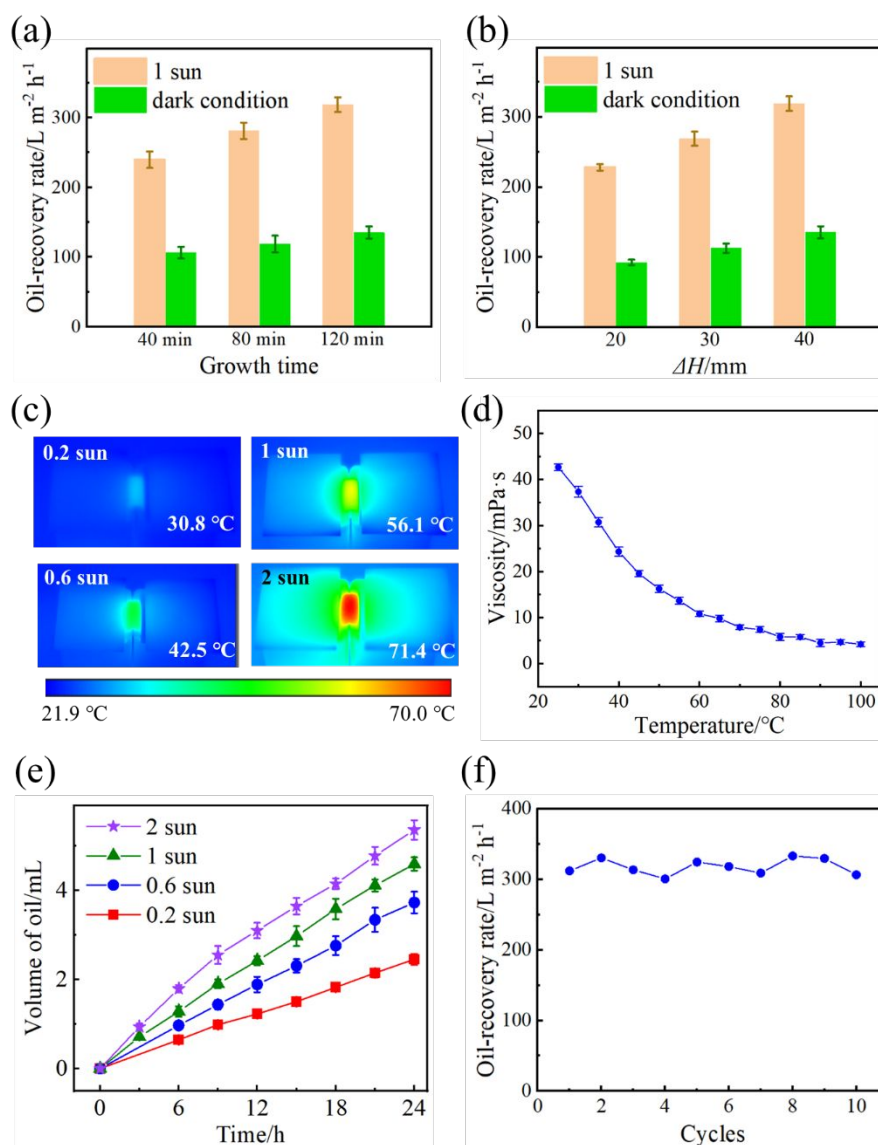 (a)
1 sun
dark condition
Oil-recovery rate/L m⁻² h⁻¹
300
200
100
0
40 min
80 min
120 min
Growth time
(b)
1 sun
dark condition
Oil-recovery rate/L m⁻² h⁻¹
300
200
100
0
20
30
40
ΔH/mm
(c)
0.2 sun
30.8 °C
1 sun
56.1 °C
0.6 sun
42.5 °C
2 sun
71.4 °C
21.9 °C
70.0 °C
(d)
Viscosity/mPa·s
50
40
30
20
10
0
20
40
60
80
100
Temperature/°C
(e)
2 sun
1 sun
0.6 sun
0.2 sun
Volume of oil/mL
4
2
0
0
6
12
18
24
Time/h
(f)
Oil-recovery rate/L m⁻² h⁻¹
400
300
200
100
0
0
2
4
6
8
10
Cycles